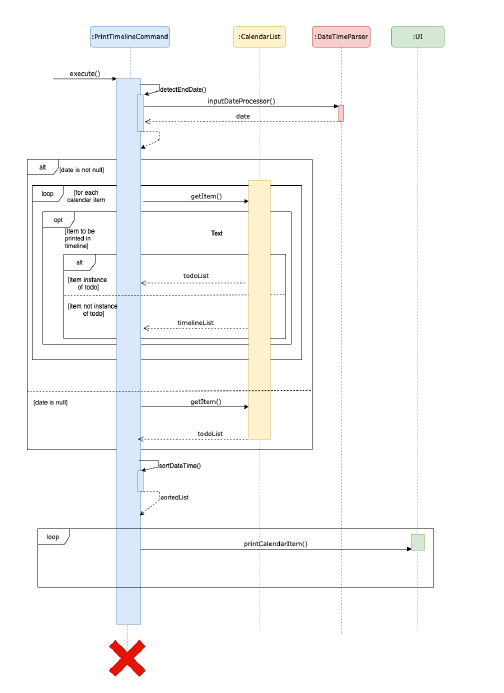 :PrintTimelineCommand
:CalendarList
:DateTimeParser
:UI
execute()
detectEndDate()
inputDateProcessor()
date
alt
[date is not null]
loop
[for each
calendar item
getItem()
opt
[item to be
printed in
timeline]
Text
alt
[item instance
of todo]
todoList
[item not instance
of todo]
timelineList
[date is null]
getItem()
todoList
sortDateTime()
sortedList
loop
printCalendarItem()